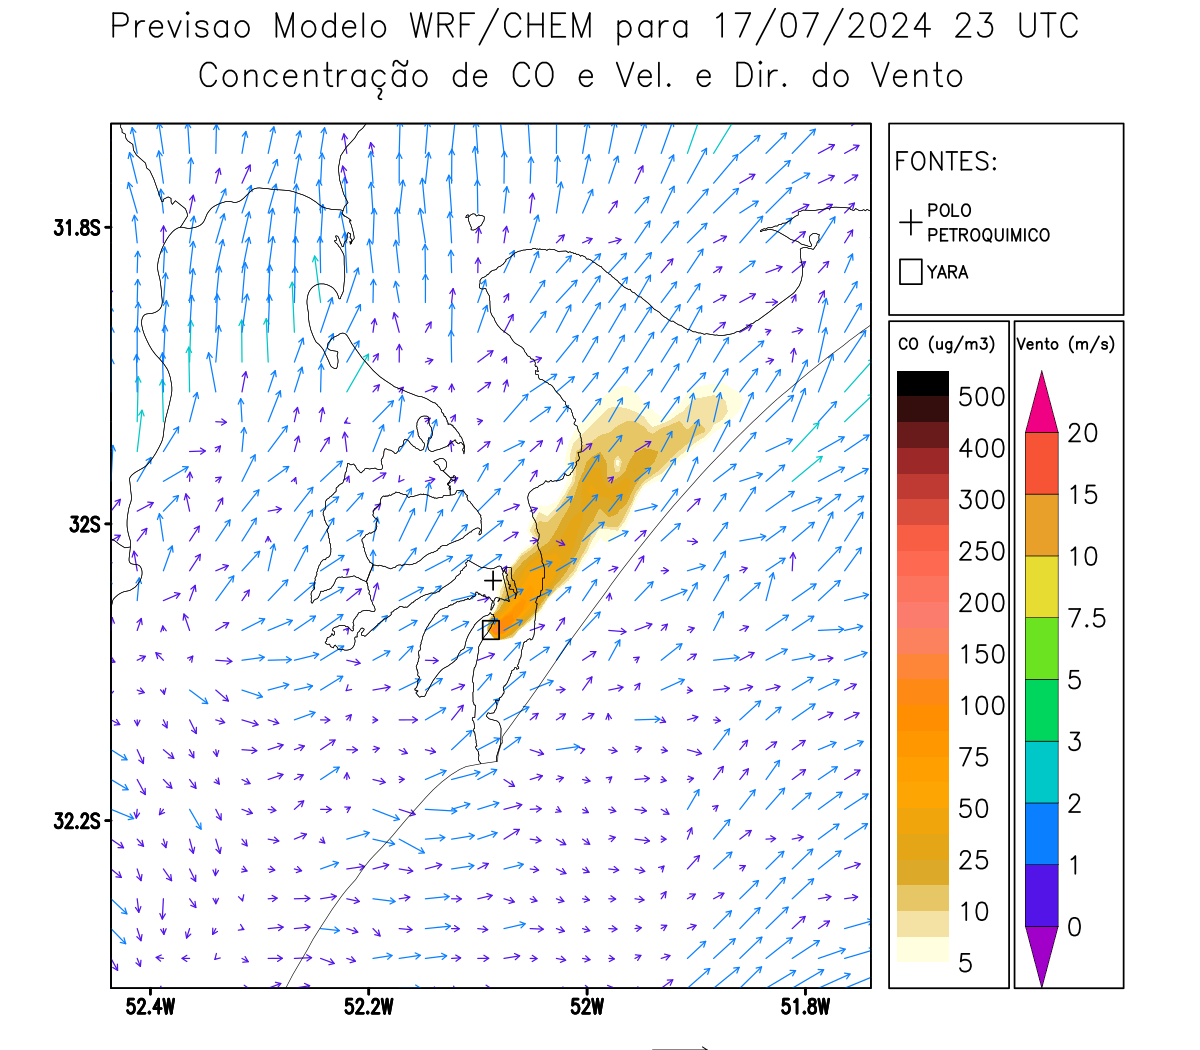 Previsao Modelo WRF/CHEM para 17/07/2024 23 UTC
Concentração de CO e Vel. e Dir. do Vento
FONTES:
POLO
PETROQUIMICO
YARA
CO (ug/m3)
500
400
300
250
200
150
100
75
50
25
10
5
Vento (m/s)
20
15
10
7.5
5
3
2
1
0
31.8S
32S
32.2S
52.4W
52.2W
52W
51.8W